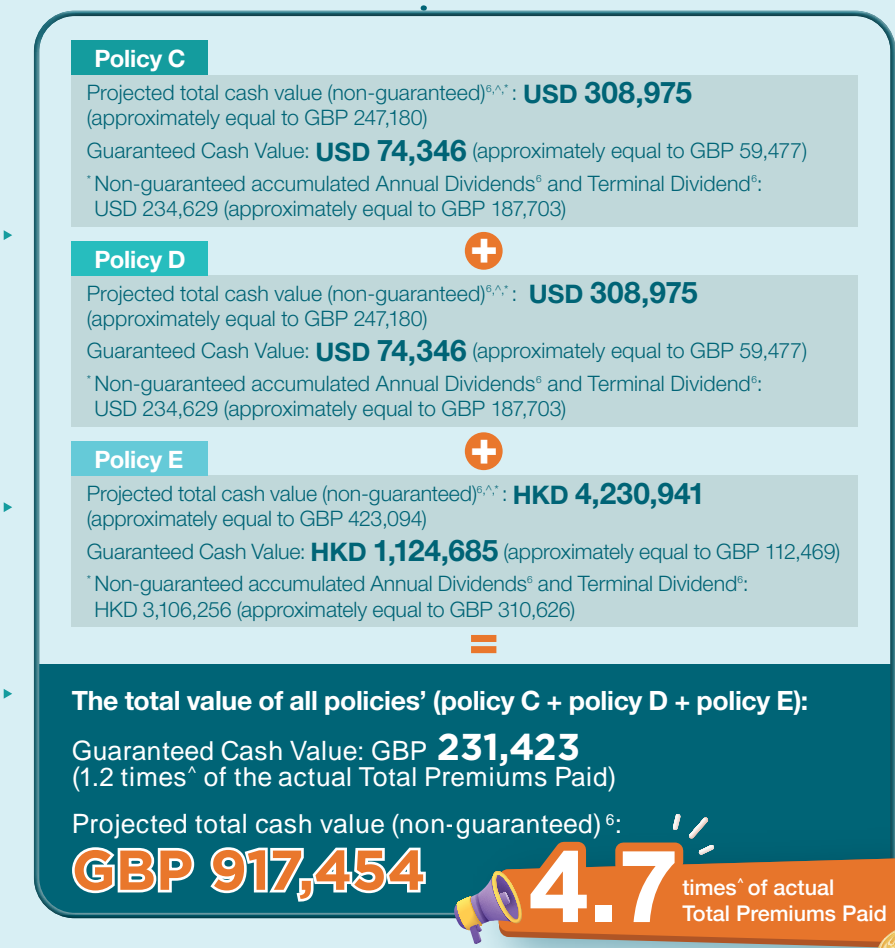 Policy C
Projected total cash value (non-guaranteed)6,^,* : USD 308,975
(approximately equal to GBP 247,180)
Guaranteed Cash Value: USD 74,346 (approximately equal to GBP 59,477)
* Non-guaranteed accumulated Annual Dividends6 and Terminal Dividend6:
USD 234,629 (approximately equal to GBP 187,703)
Policy D
Projected total cash value (non-guaranteed)6,^,* : USD 308,975
(approximately equal to GBP 247,180)
Guaranteed Cash Value: USD 74,346 (approximately equal to GBP 59,477)
* Non-guaranteed accumulated Annual Dividends6 and Terminal Dividend6:
USD 234,629 (approximately equal to GBP 187,703)
Policy E
Projected total cash value (non-guaranteed)6,^,* : HKD 4,230,941
(approximately equal to GBP 423,094)
Guaranteed Cash Value: HKD 1,124,685 (approximately equal to GBP 112,469)
* Non-guaranteed accumulated Annual Dividends6 and Terminal Dividend6:
HKD 3,106,256 (approximately equal to GBP 310,626)
=
The total value of all policies’ (policy C + policy D + policy E):
Guaranteed Cash Value: GBP 231,423
(1.2 times^ of the actual Total Premiums Paid)
Projected total cash value (non-guaranteed) 6:
GBP 917,454
4.7
times^ of actual
Total Premiums Paid